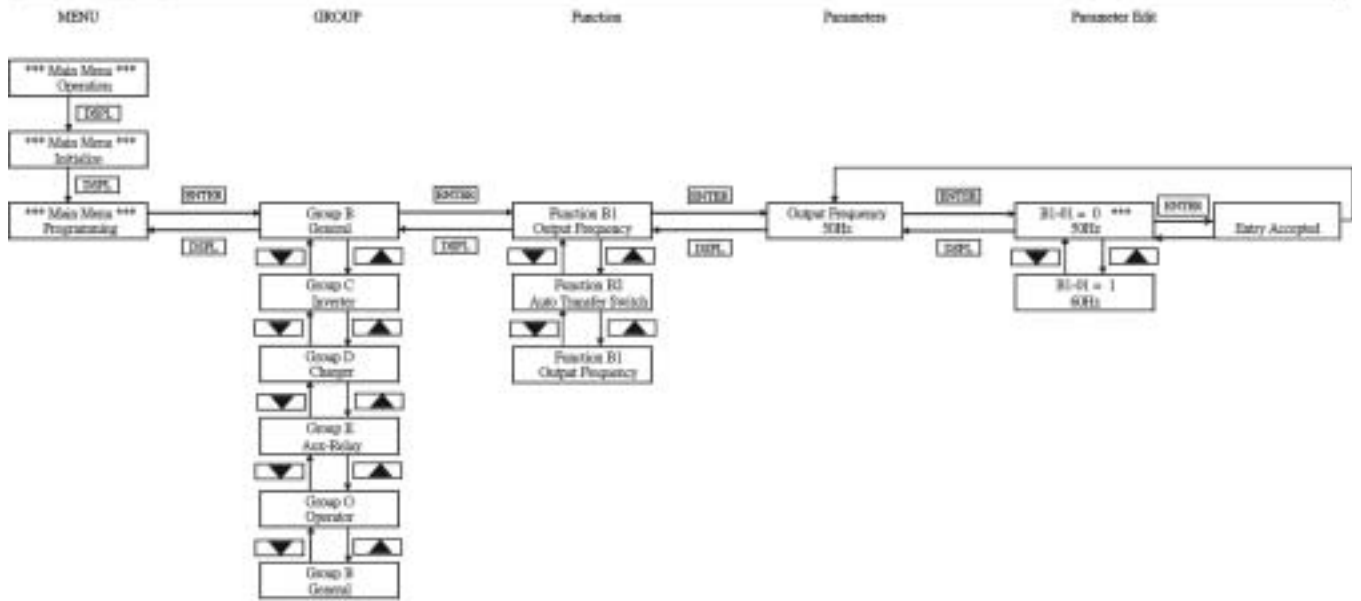 MENU
GROUP
Function
Parameters
Parameter Edit
*** Main Menu ***
Operation
DSPL
*** Main Menu ***
Initialize
DSPL
*** Main Menu ***
Programming
ENTER
DSPL
Group B
General
ENTER
DSPL
Function B1
Output Frequency
ENTER
DSPL
Output Frequency
50Hz
ENTER
DSPL
B1-01 = 0 ***
50Hz
ENTER
Entry Accepted
B1-01 = 1
60Hz
Group C
Inverter
Function B2
Auto Transfer Switch
Group D
Charger
Function B1
Output Frequency
Group E
Aux-Relay
Group O
Operator
Group B
General